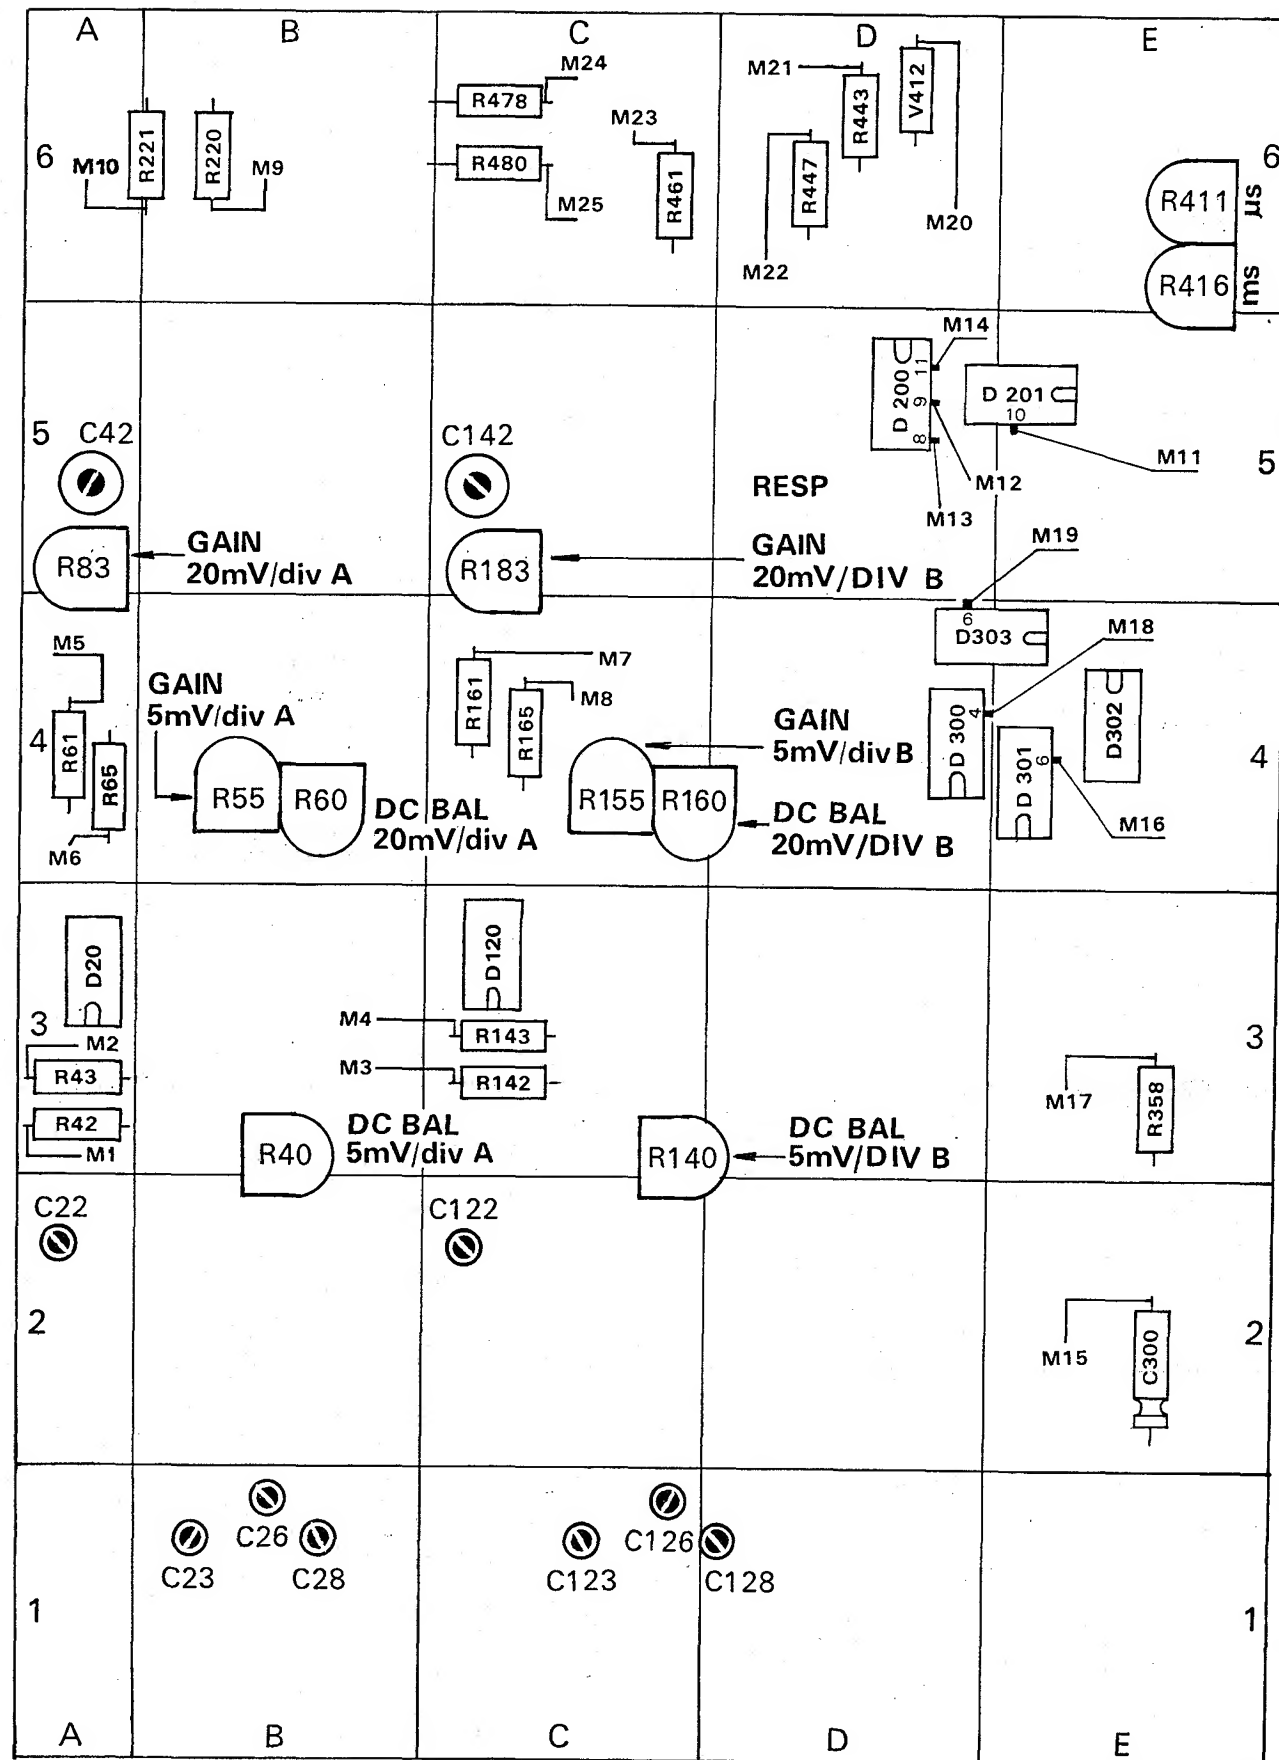 A B C D E
M24
M21
V412
R478
R443
M23
6
M10
R221
R220
M9
R480
M25
R461
R447
M22
M20
R411
sµ
6
R416
ms
M14
D 200
11
9
8
D 201
10
5
C42
C142
M11
5
M12
RESP
M13
R83
GAIN
20mV/div A
R183
GAIN
20mV/DIV B
M19
6
D303
M18
M5
M7
R161
M8
R165
GAIN
5mV/div A
GAIN
5mV/div B
D 300
4
D302
4
R61
R65
D 301
6
4
R55
R60
R155
R160
DC BAL
20mV/div A
DC BAL
20mV/DIV B
M16
M6
D20
D120
3
M4
R143
3
M2
R43
M3
R142
M17
R358
R42
M1
R40
DC BAL
5mV/div A
R140
DC BAL
5mV/DIV B
C22
C122
2
2
M15
C300
C26
C126
C23
C28
C123
C128
1
1
A B C D E